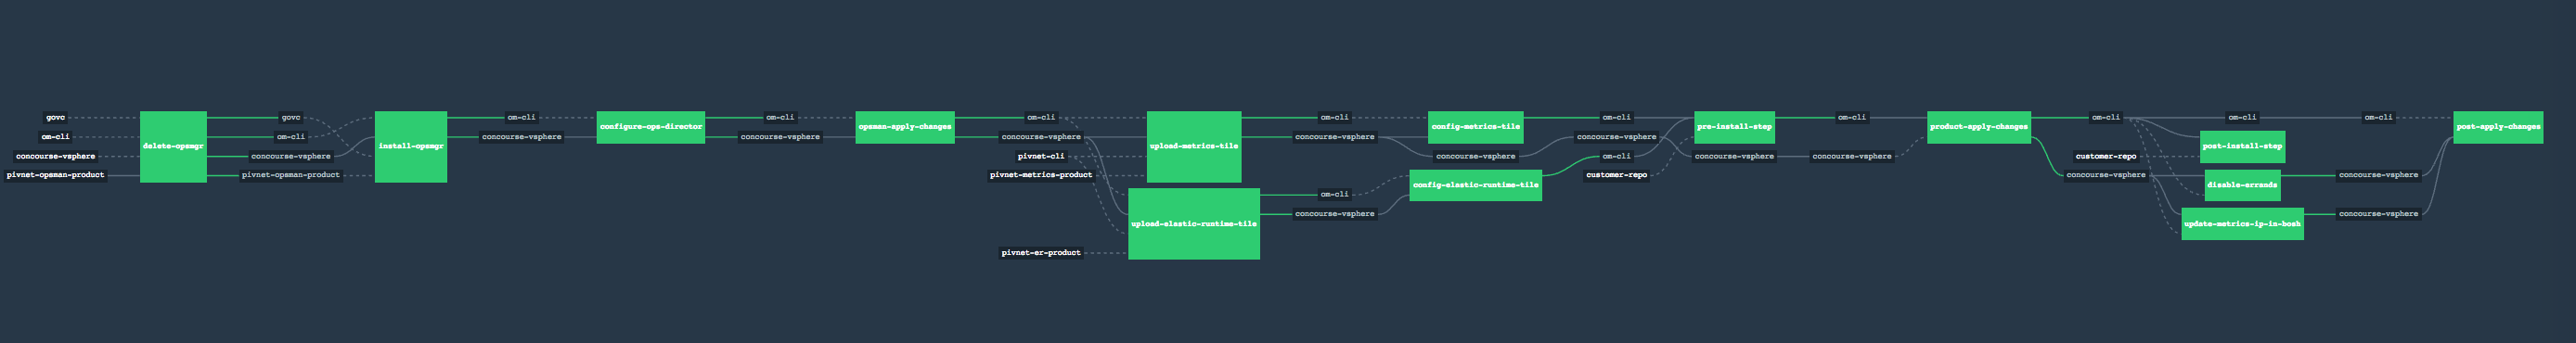 govc
om-cli
concourse-vsphere
pivnet-opsman-product
delete-opsmgr
govc
om-cli
concourse-vsphere
pivnet-opsman-product
install-opsmgr
om-cli
concourse-vsphere
configure-ops-director
om-cli
concourse-vsphere
opsman-apply-changes
om-cli
concourse-vsphere
pivnet-cli
pivnet-metrics-product
pivnet-er-product
upload-metrics-tile
upload-elastic-runtime-tile
om-cli
concourse-vsphere
om-cli
concourse-vsphere
config-metrics-tile
concourse-vsphere
config-elastic-runtime-tile
om-cli
concourse-vsphere
om-cli
customer-repo
pre-install-step
concourse-vsphere
om-cli
concourse-vsphere
product-apply-changes
om-cli
customer-repo
concourse-vsphere
om-cli
post-install-step
disable-errands
update-metrics-ip-in-bosh
om-cli
concourse-vsphere
concourse-vsphere
post-apply-changes